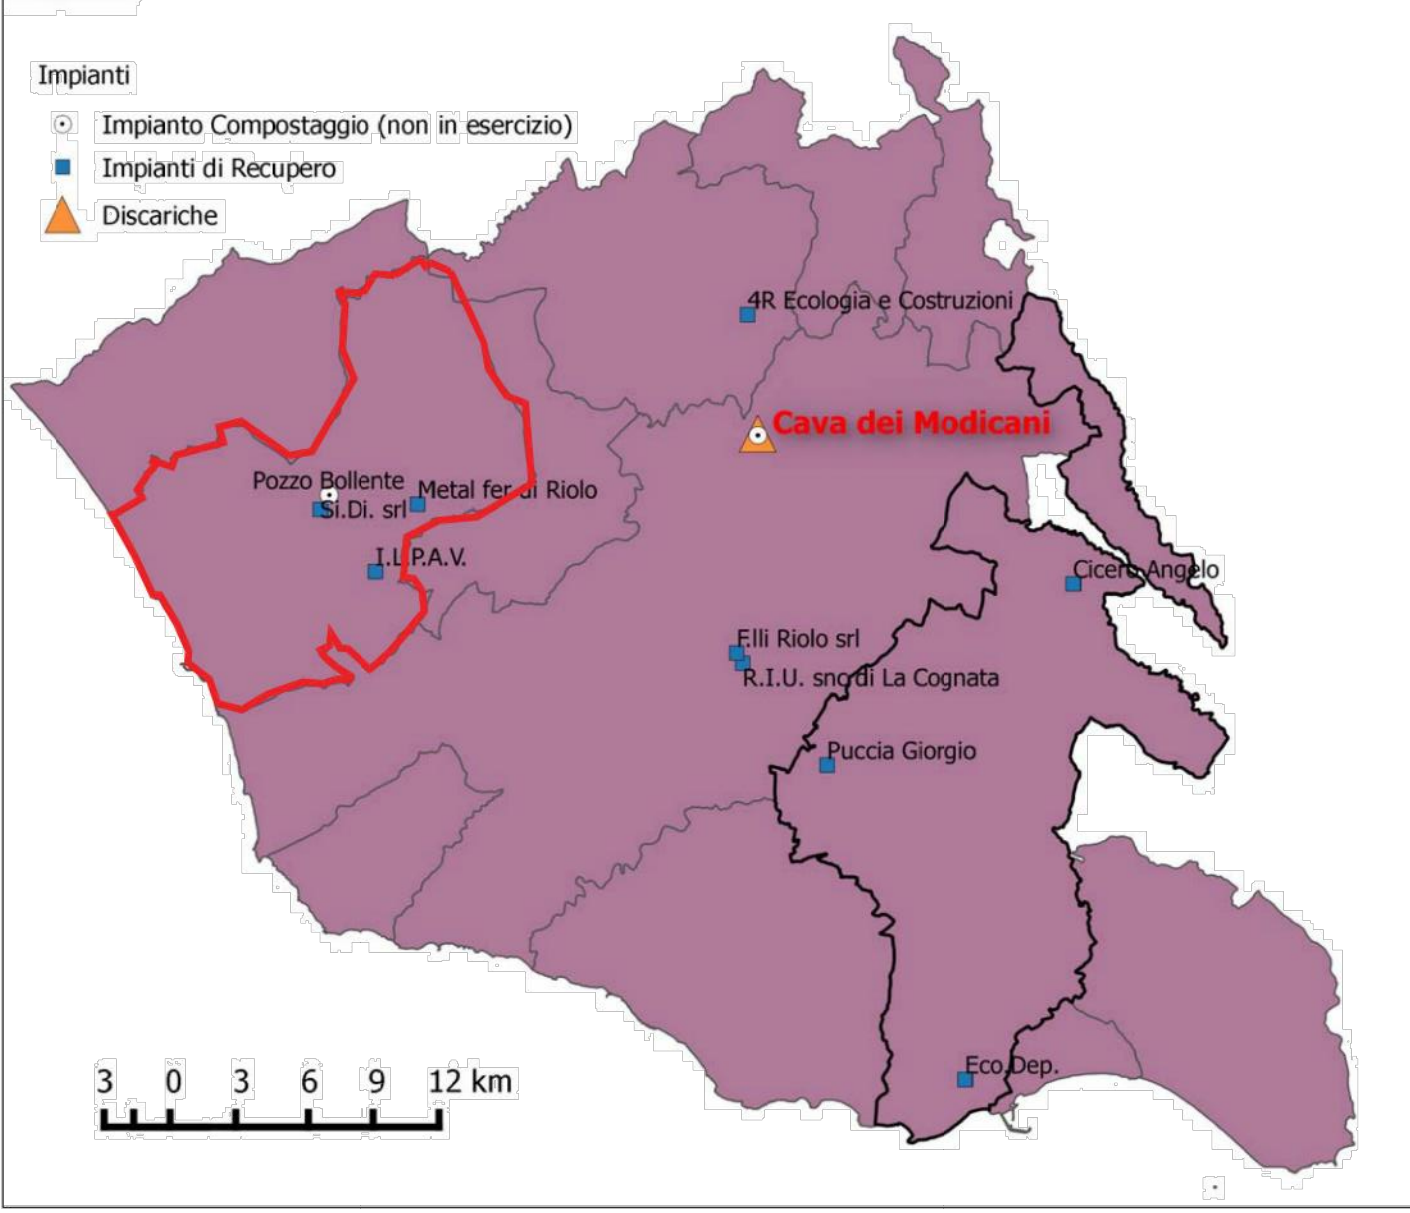 Impianti
Impianto Compostaggio (non in esercizio)
Impianti di Recupero
Discariche
4R Ecologia e Costruzioni
Cava dei Modicani
Pozzo Bollente
Metal fer di Riolo
Si.Di. srl
I.L.P.A.V.
Cicero Angelo
F.lli Riolo srl
R.I.U. snc di La Cognata
Puccia Giorgio
Eco.Dep.
3 0 3 6 9 12 km